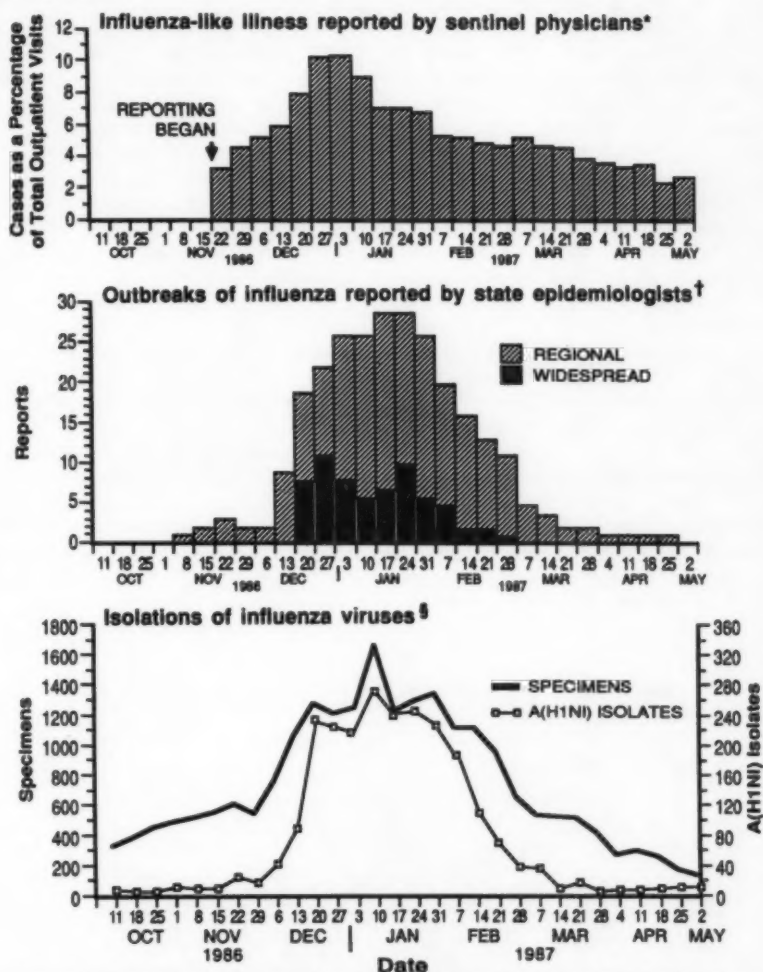 Influenza-like illness reported by sentinel physicians*
Cases as a Percentage
of Total Outpatient Visits
12
10
8
6
4
2
0
REPORTING
BEGAN
11 18 25 1 8 15 22 29 6 13 20 27 3 10 17 24 31 7 14 21 28 7 14 21 28 4 11 18 25 2
OCT NOV DEC JAN FEB MAR APR MAY
1986 1987
Outbreaks of influenza reported by state epidemiologists†
Reports
30
25
20
15
10
5
0
REGIONAL
WIDESPREAD
11 18 25 1 8 15 22 29 6 13 20 27 3 10 17 24 31 7 14 21 28 7 14 21 28 4 11 18 25 2
OCT NOV DEC JAN FEB MAR APR MAY
1986 1987
Isolations of influenza viruses§
Specimens
1800
1600
1400
1200
1000
800
600
400
200
0
SPECIMENS
A(H1NI) ISOLATES
360
320
280
240
200
160
120
80
40
0
A(H1NI) Isolates
11 18 25 1 8 15 22 29 6 13 20 27 3 10 17 24 31 7 14 21 28 7 14 21 28 4 11 18 25 2
OCT NOV DEC JAN FEB MAR APR MAY
1986 1987
Date